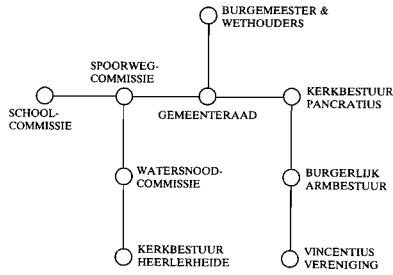 BURGEMEESTER &
WETHOUDERS
SPOORWEG-
COMMISSIE
KERKBESTUUR
PANCRATIUS
SCHOOL-
COMMISSIE
GEMEENTERAAD
WATERSNOOD-
COMMISSIE
BURGERLIJK
ARMBESTUUR
KERKBESTUUR
HEERLERHEIDE
VINCENTIUS
VERENIGING